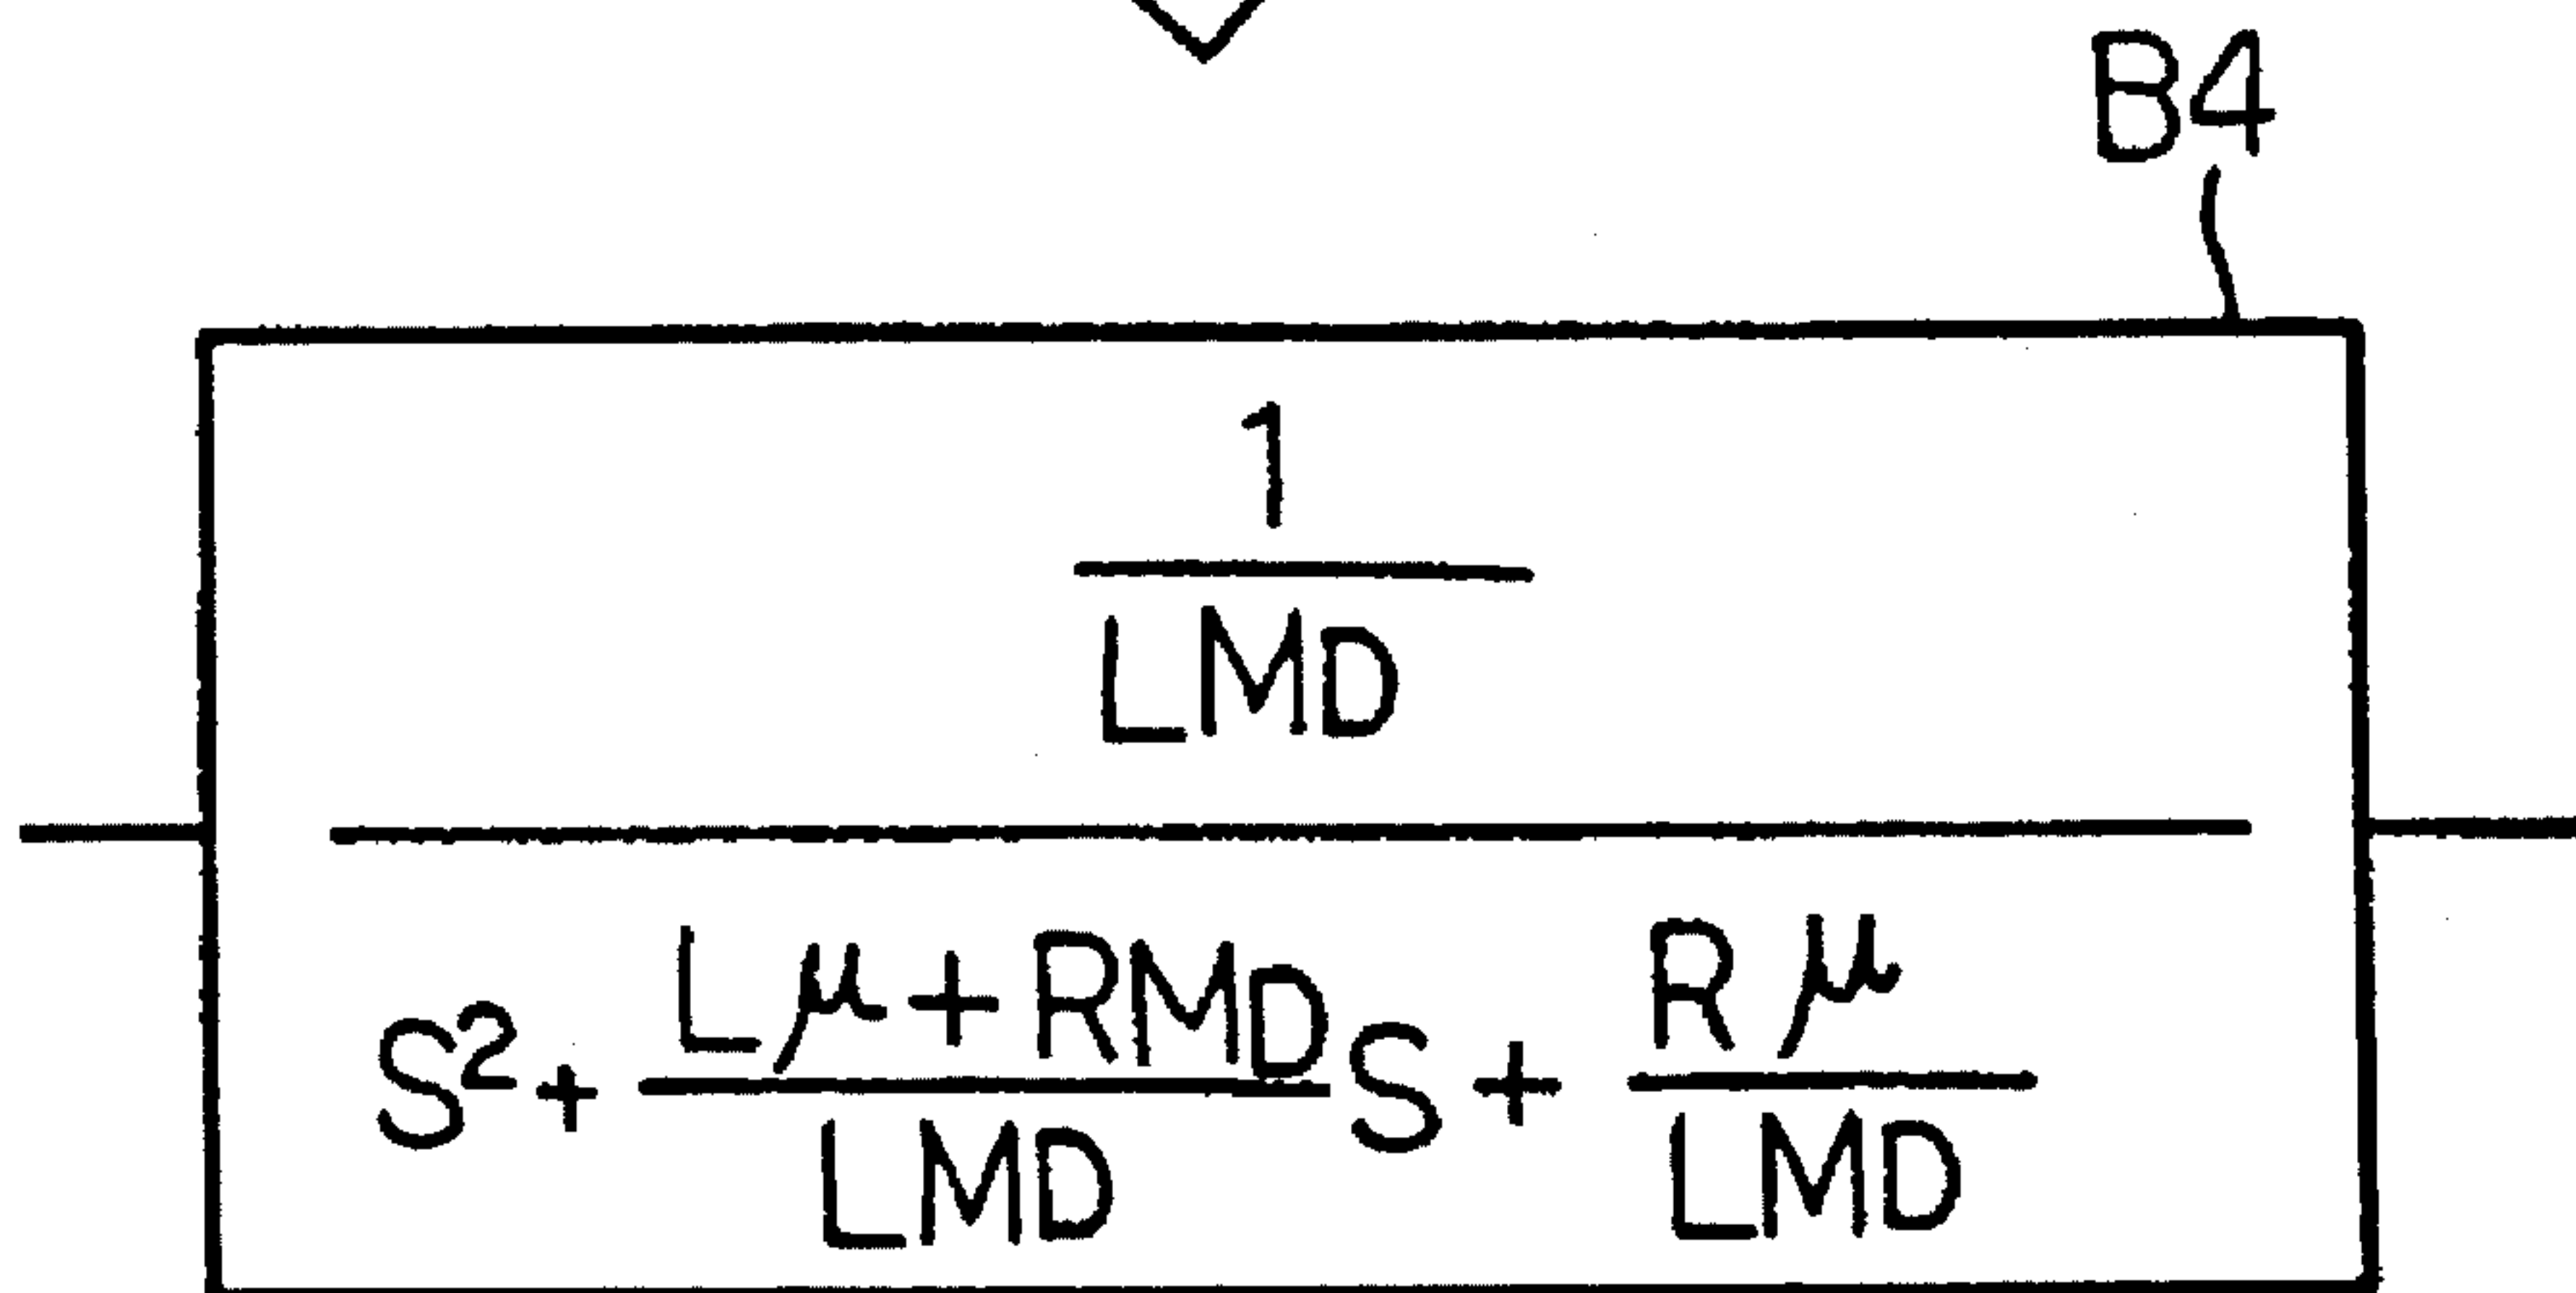 B4
1
LMD
S²+ Lμ+RMD S + Rμ
LMD LMD